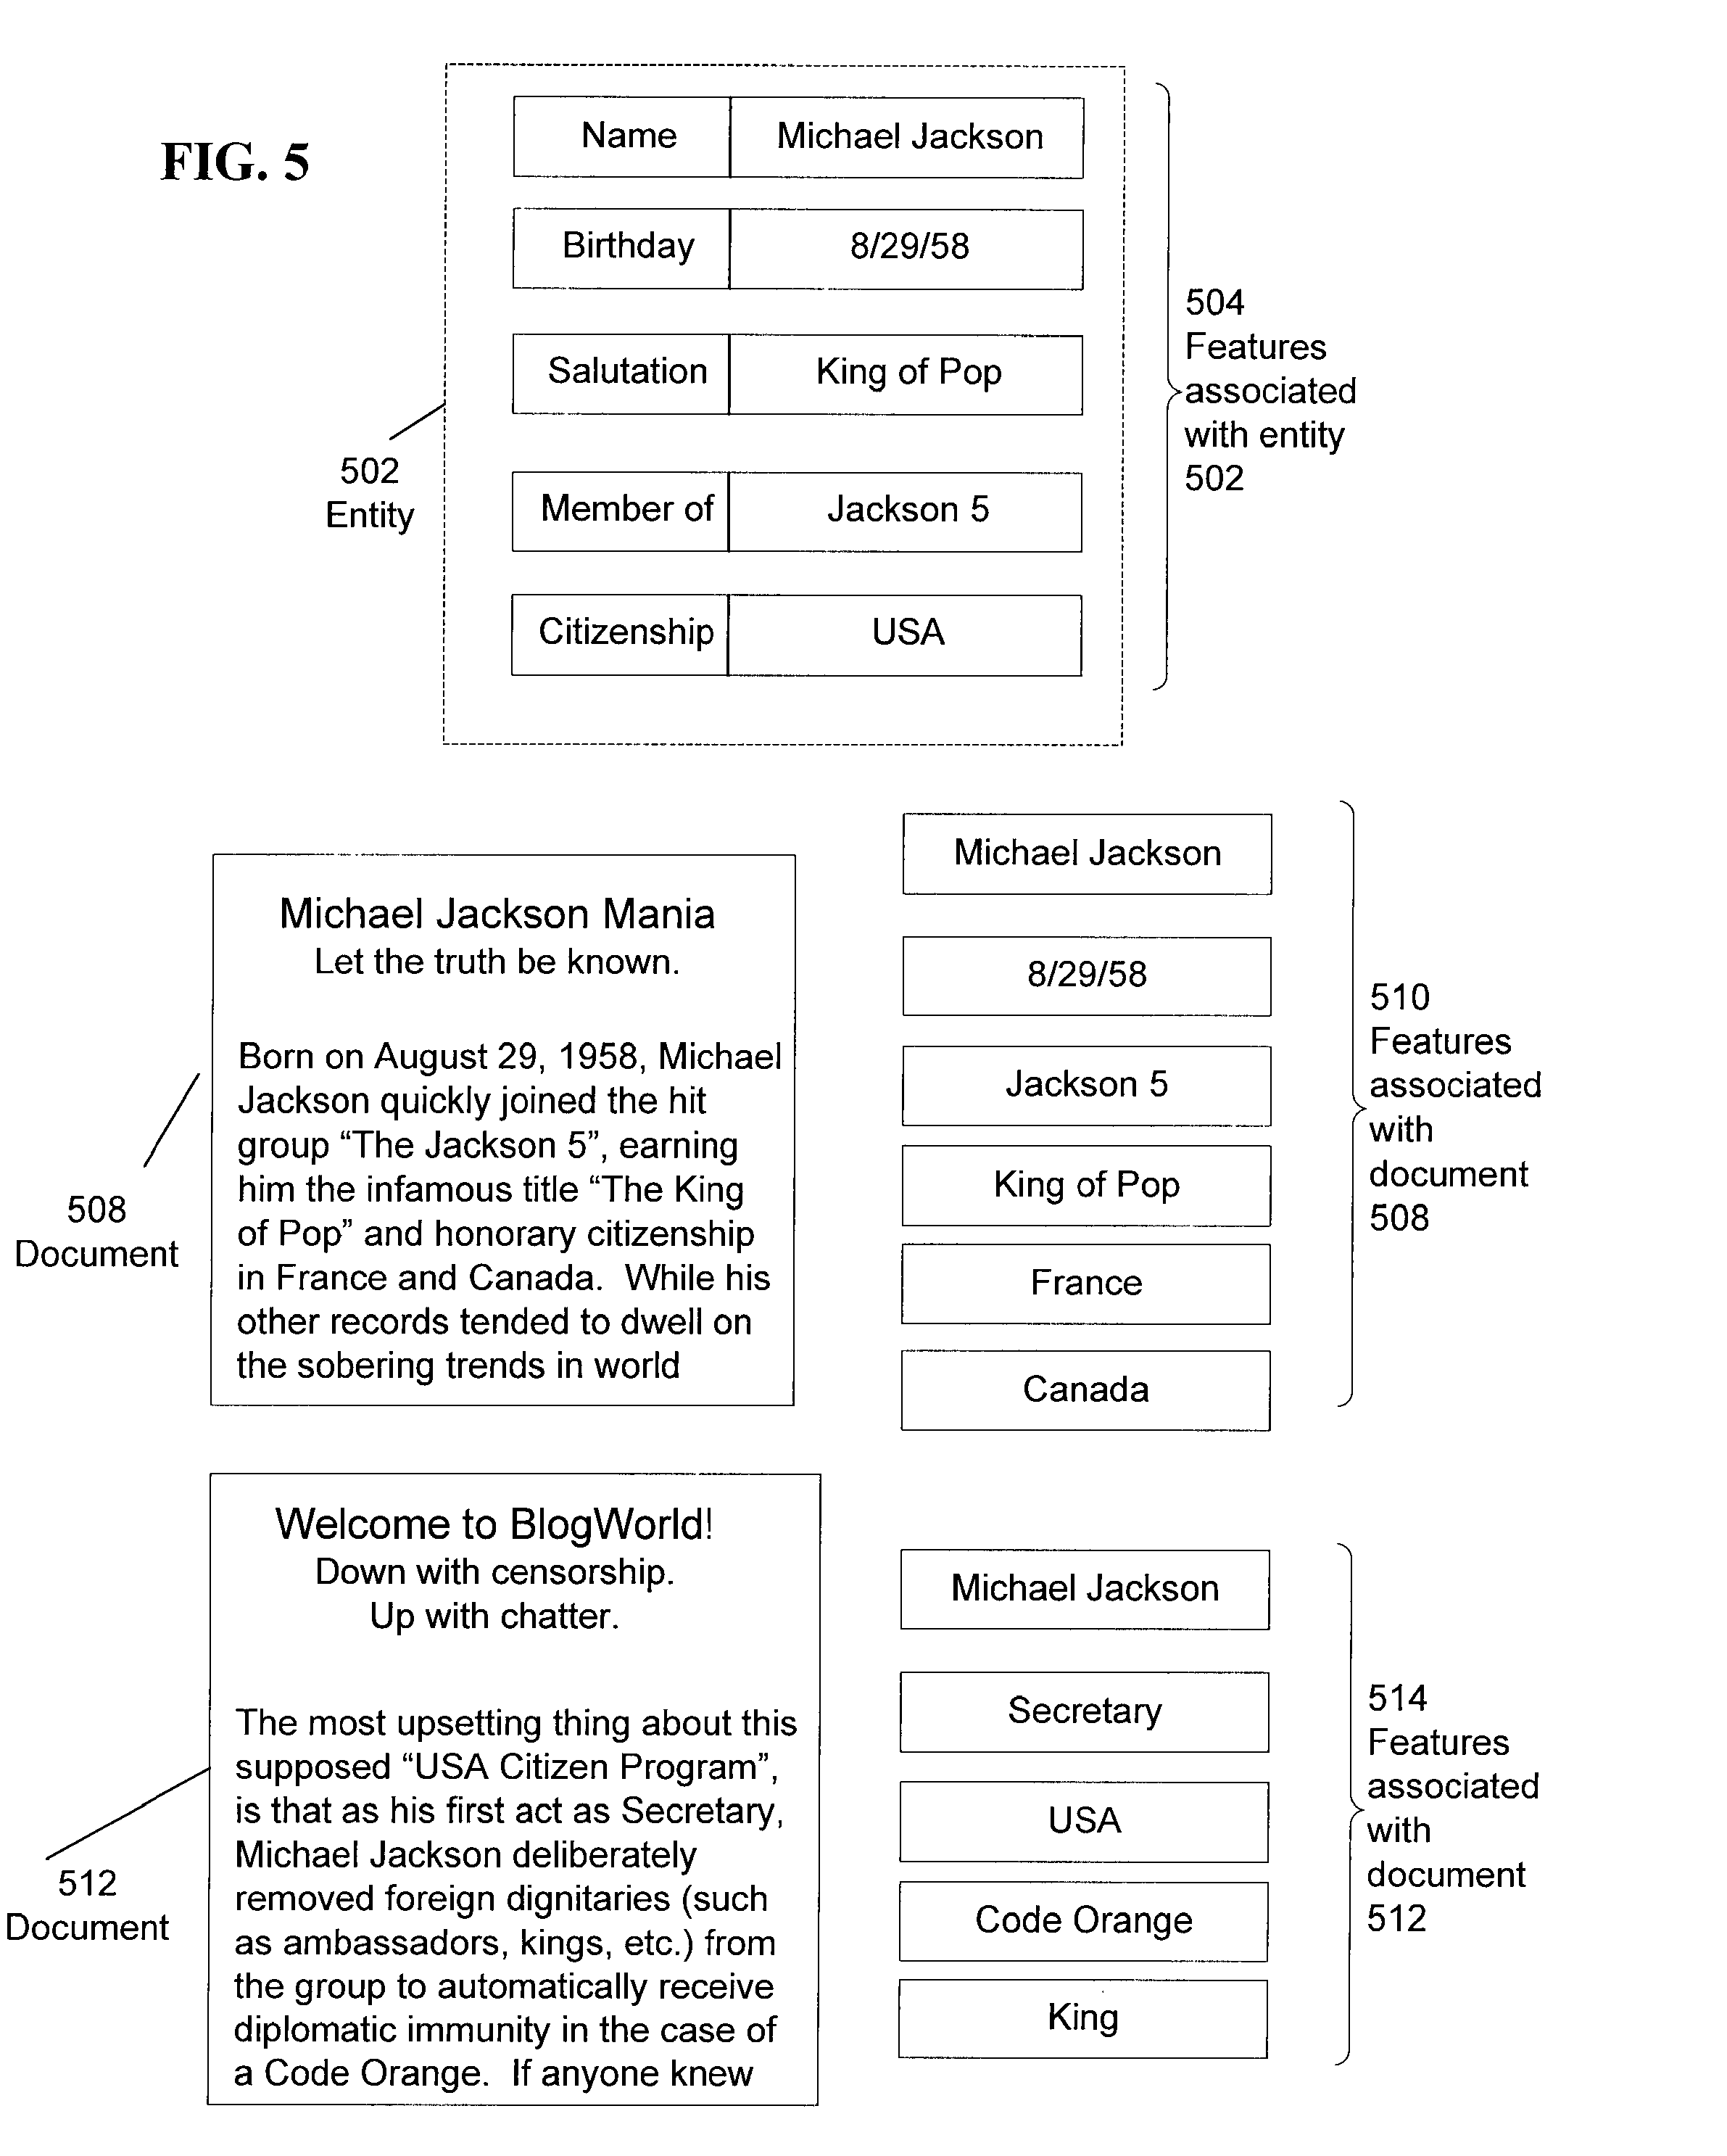 FIG. 5
Name Michael Jackson
Birthday 8/29/58
Salutation King of Pop
Member of Jackson 5
Citizenship USA
502
Entity
504
Features
associated
with entity
502
Michael Jackson Mania
Let the truth be known.
Born on August 29, 1958, Michael
Jackson quickly joined the hit
group “The Jackson 5”, earning
him the infamous title “The King
of Pop” and honorary citizenship
in France and Canada.  While his
other records tended to dwell on
the sobering trends in world
508
Document
Michael Jackson
8/29/58
Jackson 5
King of Pop
France
Canada
510
Features
associated
with
document
508
Welcome to BlogWorld!
Down with censorship.
Up with chatter.
The most upsetting thing about this
supposed “USA Citizen Program”,
is that as his first act as Secretary,
Michael Jackson deliberately
removed foreign dignitaries (such
as ambassadors, kings, etc.) from
the group to automatically receive
diplomatic immunity in the case of
a Code Orange.  If anyone knew
512
Document
Michael Jackson
Secretary
USA
Code Orange
King
514
Features
associated
with
document
512